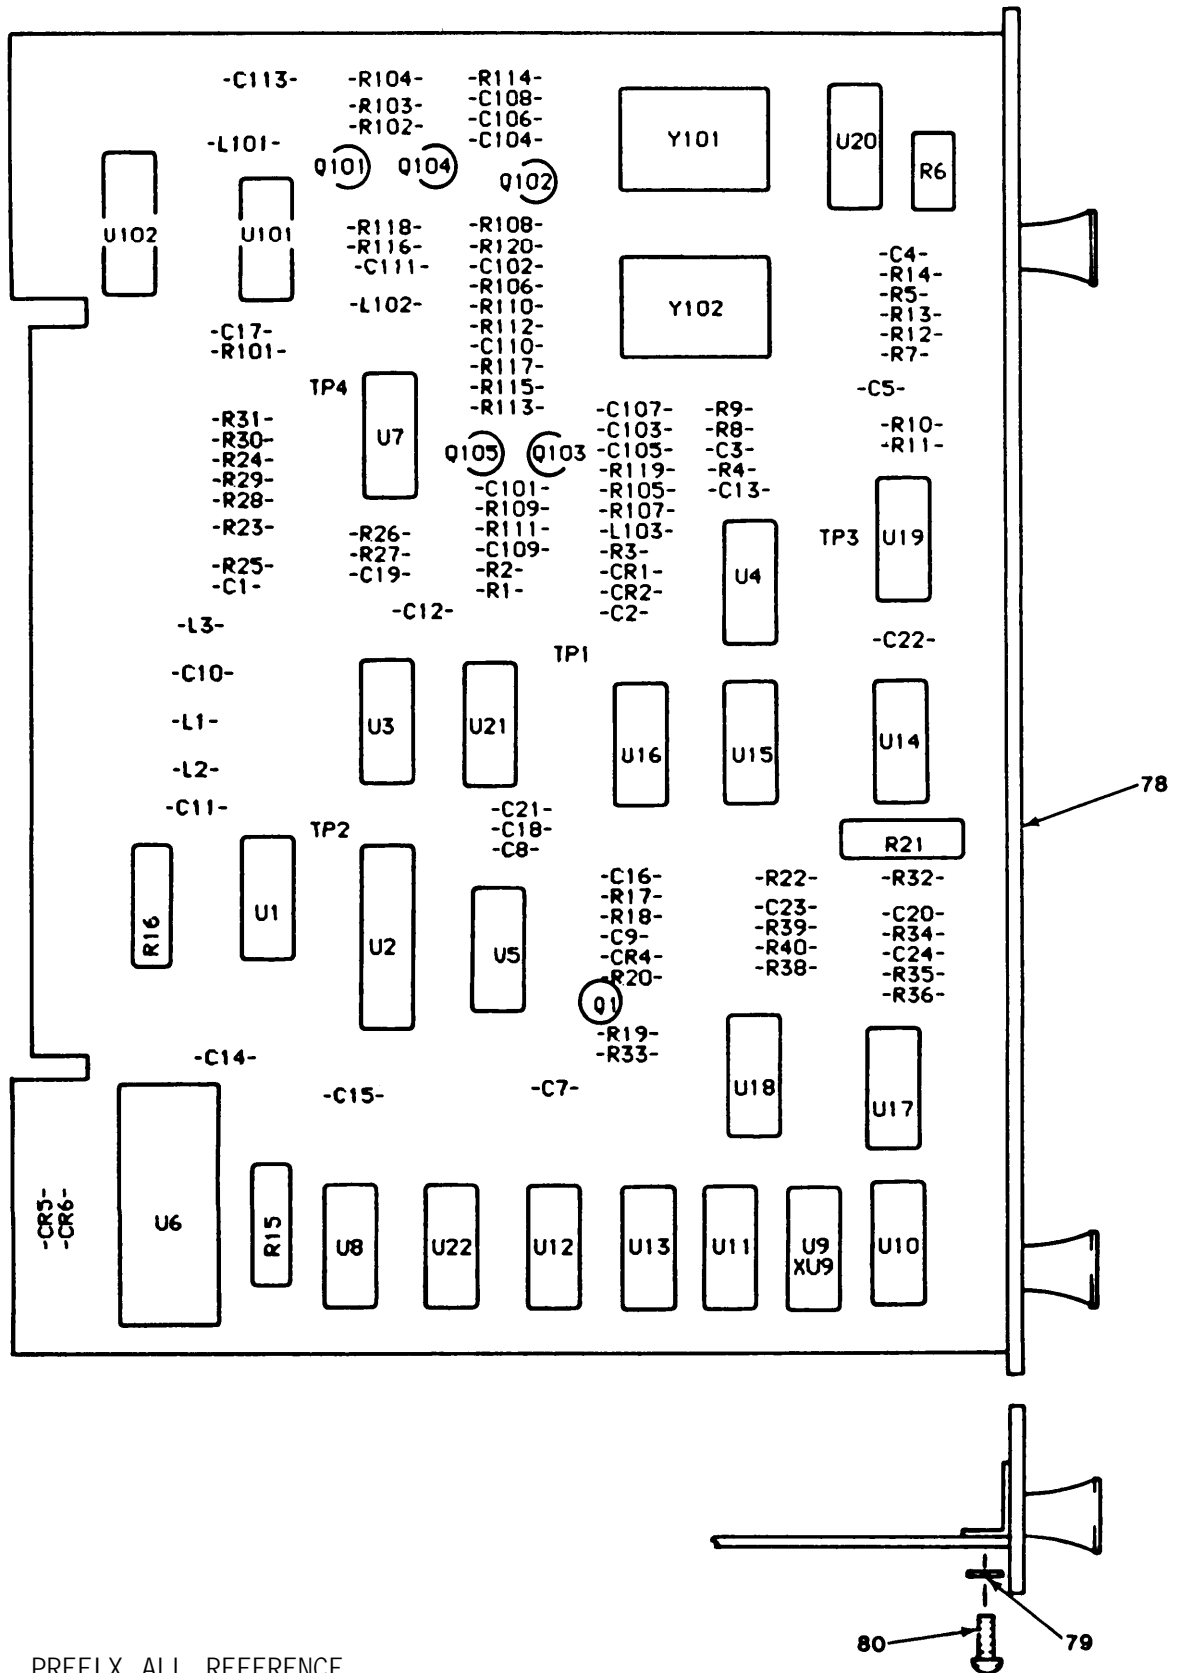 -C113-
-R104-
-R114-
-C108-
-R103-
-C106-
-R102-
-C104-
-L101-
Y101
U20
R6
Q101
Q104
Q102
U102
U101
-R118-
-R116-
-C111-
-L102-
-R108-
-R120-
-C102-
-R106-
-R110-
-R112-
-C110-
-R117-
-R115-
-R113-
Y102
-C4-
-R14-
-R5-
-R13-
-R12-
-R7-
-C17-
-R101-
TP4
U7
-C5-
-R10-
-R11-
-R31-
-R30-
-R24-
-R29-
-R28-
-R23-
-R25-
-C1-
Q105
Q103
-C107-
-C103-
-C105-
-R119-
-R105-
-R107-
-L103-
-R3-
-CR1-
-CR2-
-C2-
-R9-
-R8-
-C3-
-R4-
-C13-
-C101-
-R109-
-R111-
-C109-
-R2-
-R1-
-R26-
-R27-
-C19-
U4
TP3
U19
-C12-
-L3-
-C22-
TP1
-C10-
-L1-
-L2-
-C11-
U3
U21
U16
U15
U14
78
TP2
-C21-
-C18-
-C8-
R21
R16
U1
U2
U5
-C16-
-R17-
-R18-
-C9-
-CR4-
-R20-
Q1
-R19-
-R33-
-R22-
-C23-
-R39-
-R40-
-R38-
-R32-
-C20-
-R34-
-C24-
-R35-
-R36-
-C14-
-C15-
-C7-
U18
U17
-CR5-
-CR6-
U6
R15
U8
U22
U12
U13
U11
U9
XU9
U10
80
79
PREFIX ALL REFERENCE